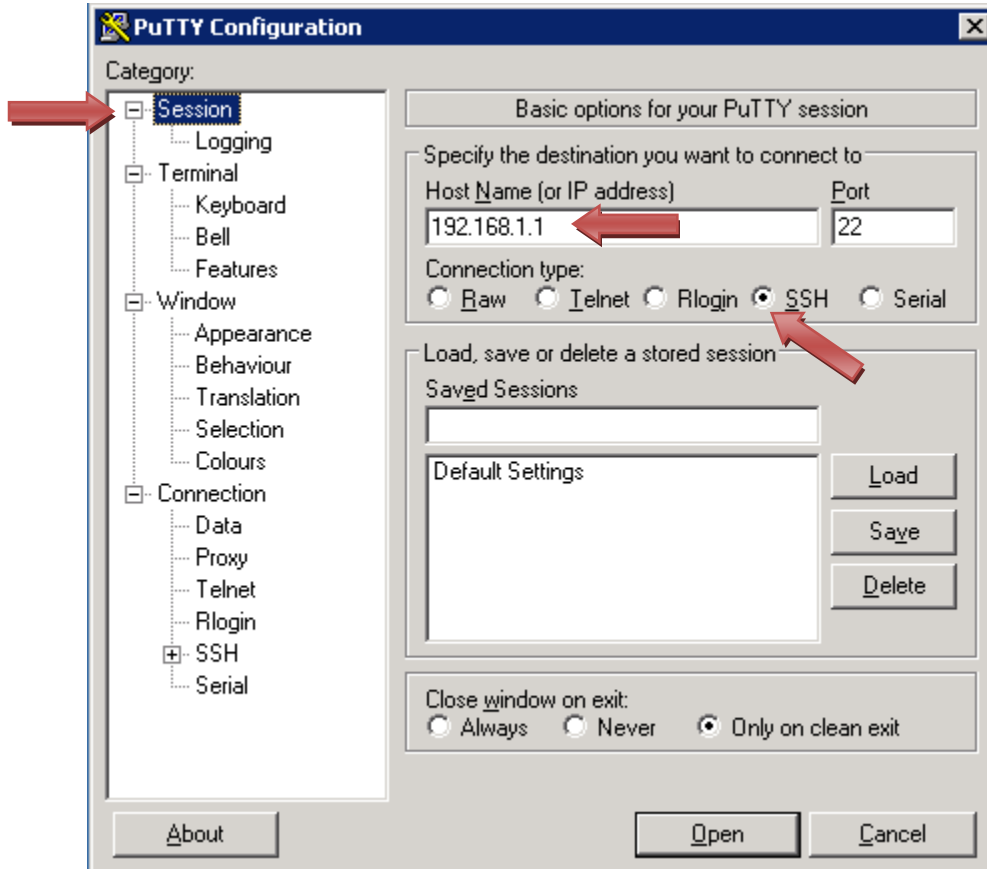 PuTTY Configuration
Category:
Session
Logging
Terminal
Keyboard
Bell
Features
Window
Appearance
Behaviour
Translation
Selection
Colours
Connection
Data
Proxy
Telnet
Rlogin
SSH
Serial
Basic options for your PuTTY session
Specify the destination you want to connect to
Host Name (or IP address) Port
192.168.1.1 22
Connection type:
Raw Telnet Rlogin SSH Serial
Load, save or delete a stored session
Saved Sessions
Default Settings
Load
Save
Delete
Close window on exit:
Always Never Only on clean exit
About Open Cancel